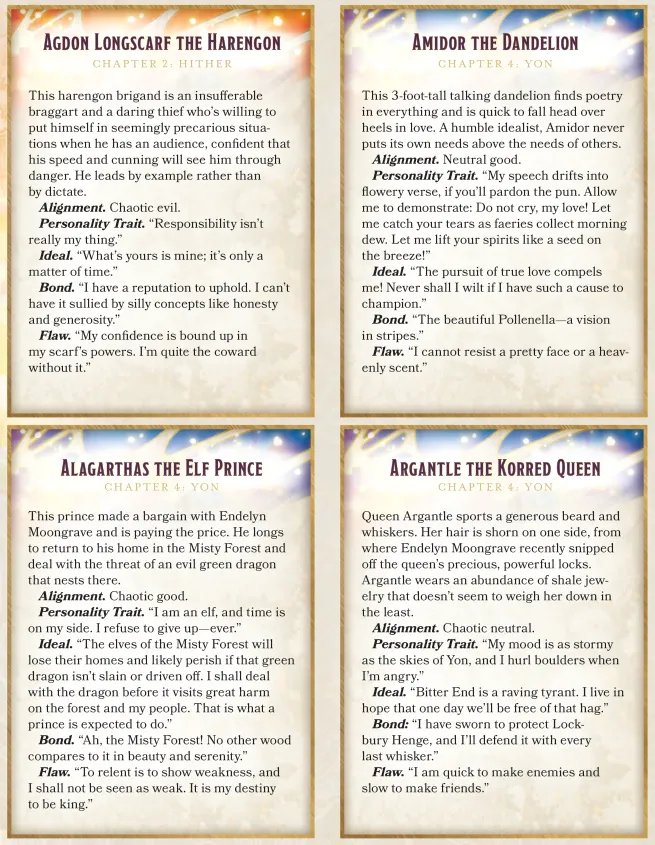 AGDON LONGSCARF THE HARENGON
CHAPTER 2: HITHER
This harengon brigand is an insufferable
braggart and a daring thief who's willing to
put himself in seemingly precarious situa-
tions when he has an audience, confident that
his speed and cunning will see him through
danger. He leads by example rather than
by dictate.
Alignment. Chaotic evil.
Personality Trait. “Responsibility isn't
really my thing.”
Ideal. “What's yours is mine; it's only a
matter of time.”
Bond. “I have a reputation to uphold. I can't
have it sullied by silly concepts like honesty
and generosity.”
Flaw. “My confidence is bound up in
my scarf's powers. I'm quite the coward
without it.”
AMIDOR THE DANDELION
CHAPTER 4: YON
This 3-foot-tall talking dandelion finds poetry
in everything and is quick to fall head over
heels in love. A humble idealist, Amidor never
puts its own needs above the needs of others.
Alignment. Neutral good.
Personality Trait. “My speech drifts into
flowery verse, if you'll pardon the pun. Allow
me to demonstrate: Do not cry, my love! Let
me catch your tears as faeries collect morning
dew. Let me lift your spirits like a seed on
the breeze!”
Ideal. “The pursuit of true love compels
me! Never shall I wilt if I have such a cause to
champion.”
Bond. “The beautiful Pollenella—a vision
in stripes.”
Flaw. “I cannot resist a pretty face or a heav-
enly scent.”
ALAGARTHAS THE ELF PRINCE
CHAPTER 4: YON
This prince made a bargain with Endelyn
Moongrave and is paying the price. He longs
to return to his home in the Misty Forest and
deal with the threat of an evil green dragon
that nests there.
Alignment. Chaotic good.
Personality Trait. “I am an elf, and time is
on my side. I refuse to give up—ever.”
Ideal. “The elves of the Misty Forest will
lose their homes and likely perish if that green
dragon isn't slain or driven off. I shall deal
with the dragon before it visits great harm
on the forest and my people. That is what a
prince is expected to do.”
Bond. “Ah, the Misty Forest! No other wood
compares to it in beauty and serenity.”
Flaw. “To relent is to show weakness, and
I shall not be seen as weak. It is my destiny
to be king.”
ARGANTLE THE KORRED QUEEN
CHAPTER 4: YON
Queen Argantle sports a generous beard and
whiskers. Her hair is shorn on one side, from
where Endelyn Moongrave recently snipped
off the queen's precious, powerful locks.
Argantle wears an abundance of shale jew-
elry that doesn't seem to weigh her down in
the least.
Alignment. Chaotic neutral.
Personality Trait. “My mood is as stormy
as the skies of Yon, and I hurl boulders when
I'm angry.”
Ideal. “Bitter End is a raving tyrant. I live in
hope that one day we'll be free of that hag.”
Bond: “I have sworn to protect Lock-
bury Henge, and I'll defend it with every
last whisker.”
Flaw. “I am quick to make enemies and
slow to make friends.”